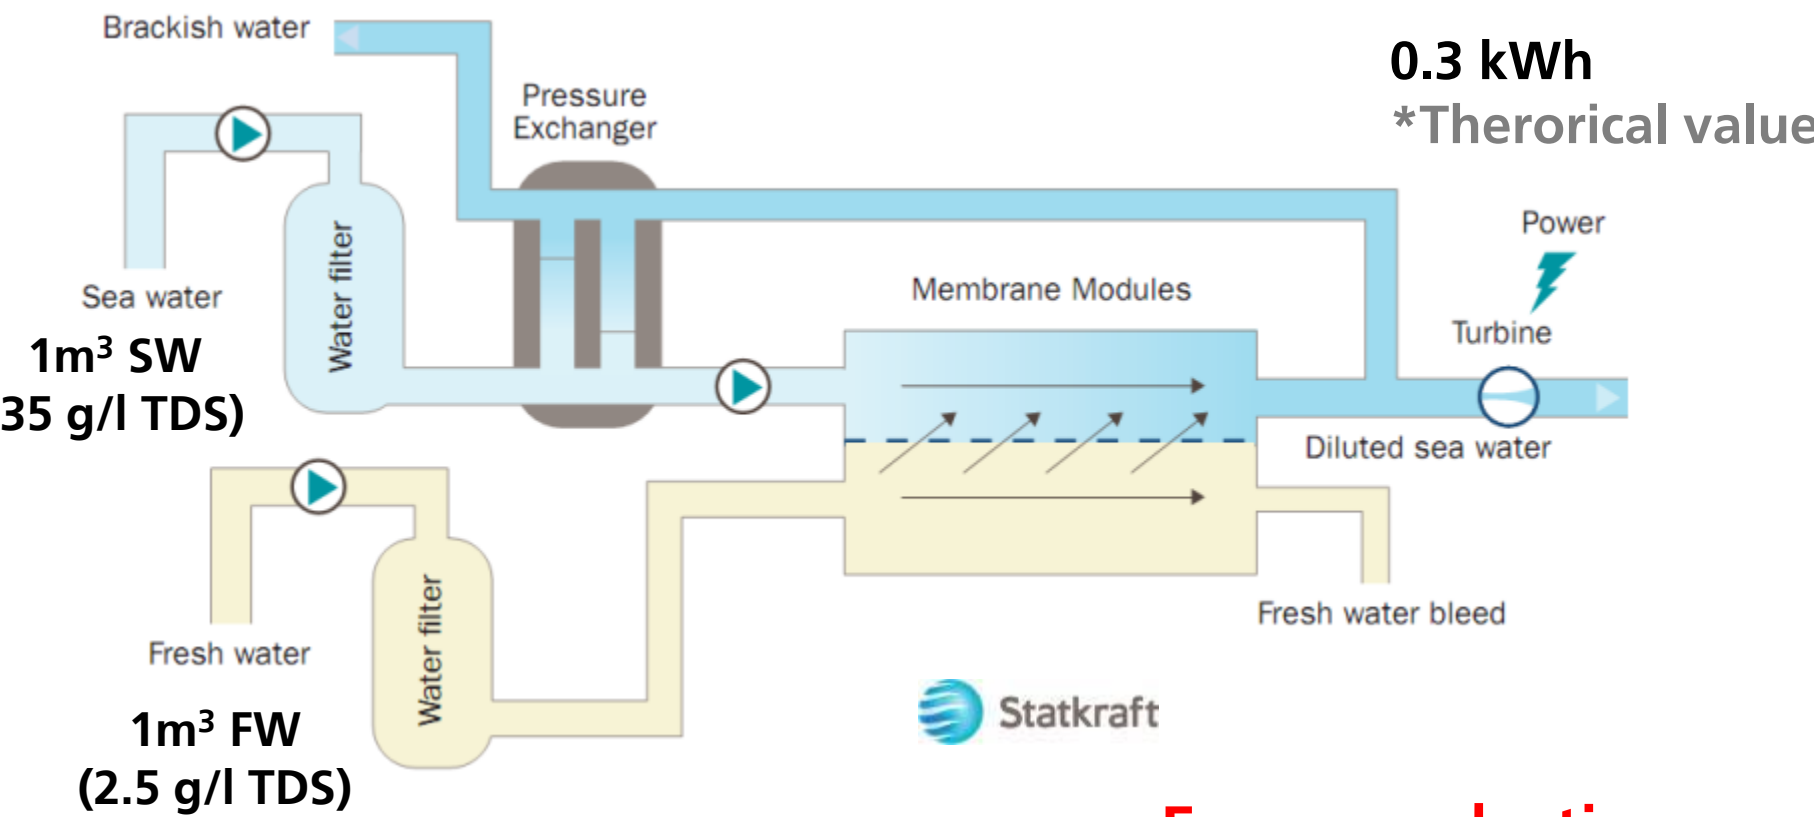 Brackish water
Pressure
Exchanger
0.3 kWh
*Therorical value
Power
Water filter
Sea water
Membrane Modules
Turbine
1m³ SW
35 g/l TDS)
Diluted sea water
Water filter
Fresh water
Fresh water bleed
Statkraft
1m³ FW
(2.5 g/l TDS)